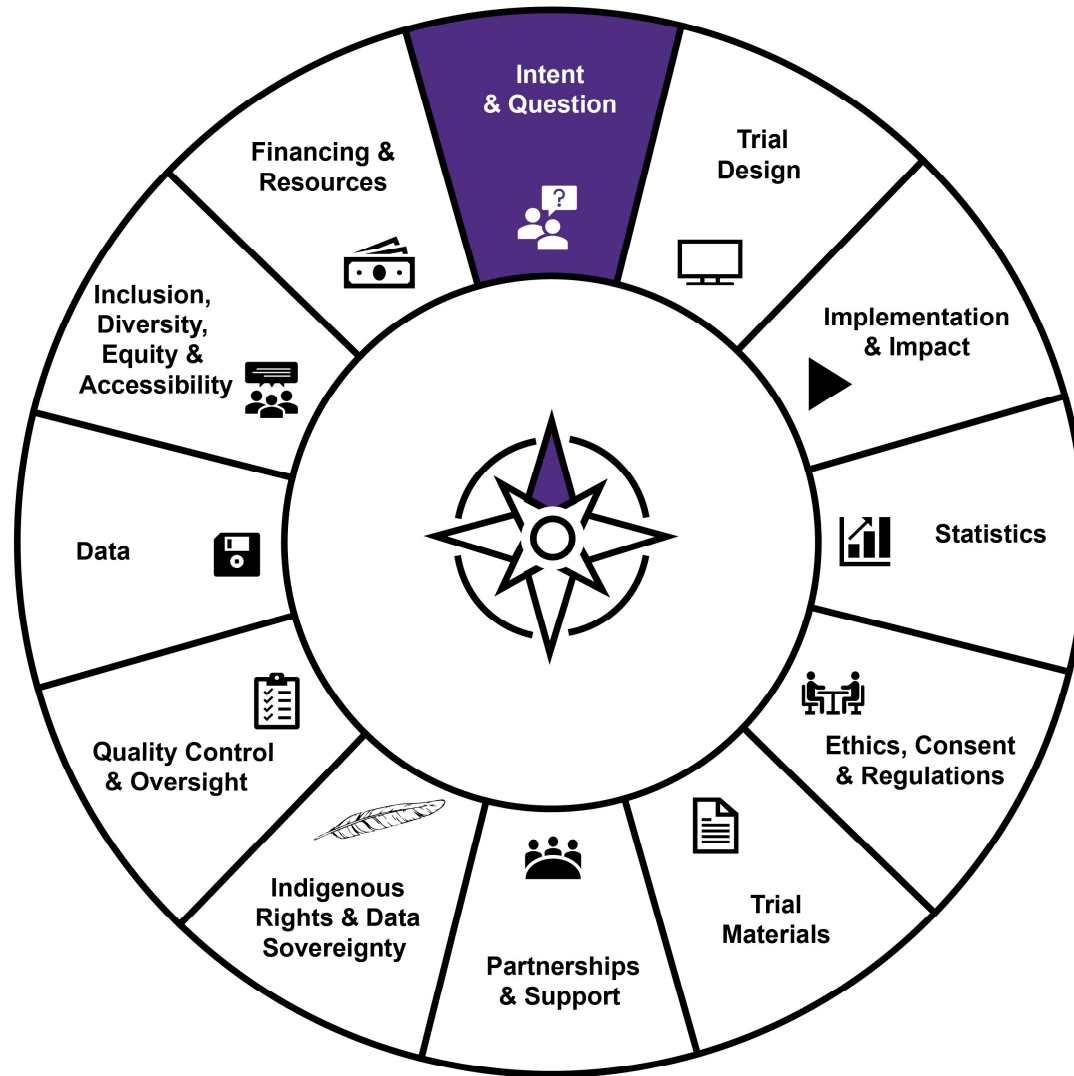 Intent
& Question
Trial
Design
Implementation
& Impact
Statistics
Ethics, Consent
& Regulations
Trial
Materials
Partnerships
& Support
Indigenous
Rights & Data
Sovereignty
Quality Control
& Oversight
Data
Inclusion,
Diversity,
Equity &
Accessibility
Financing &
Resources
?